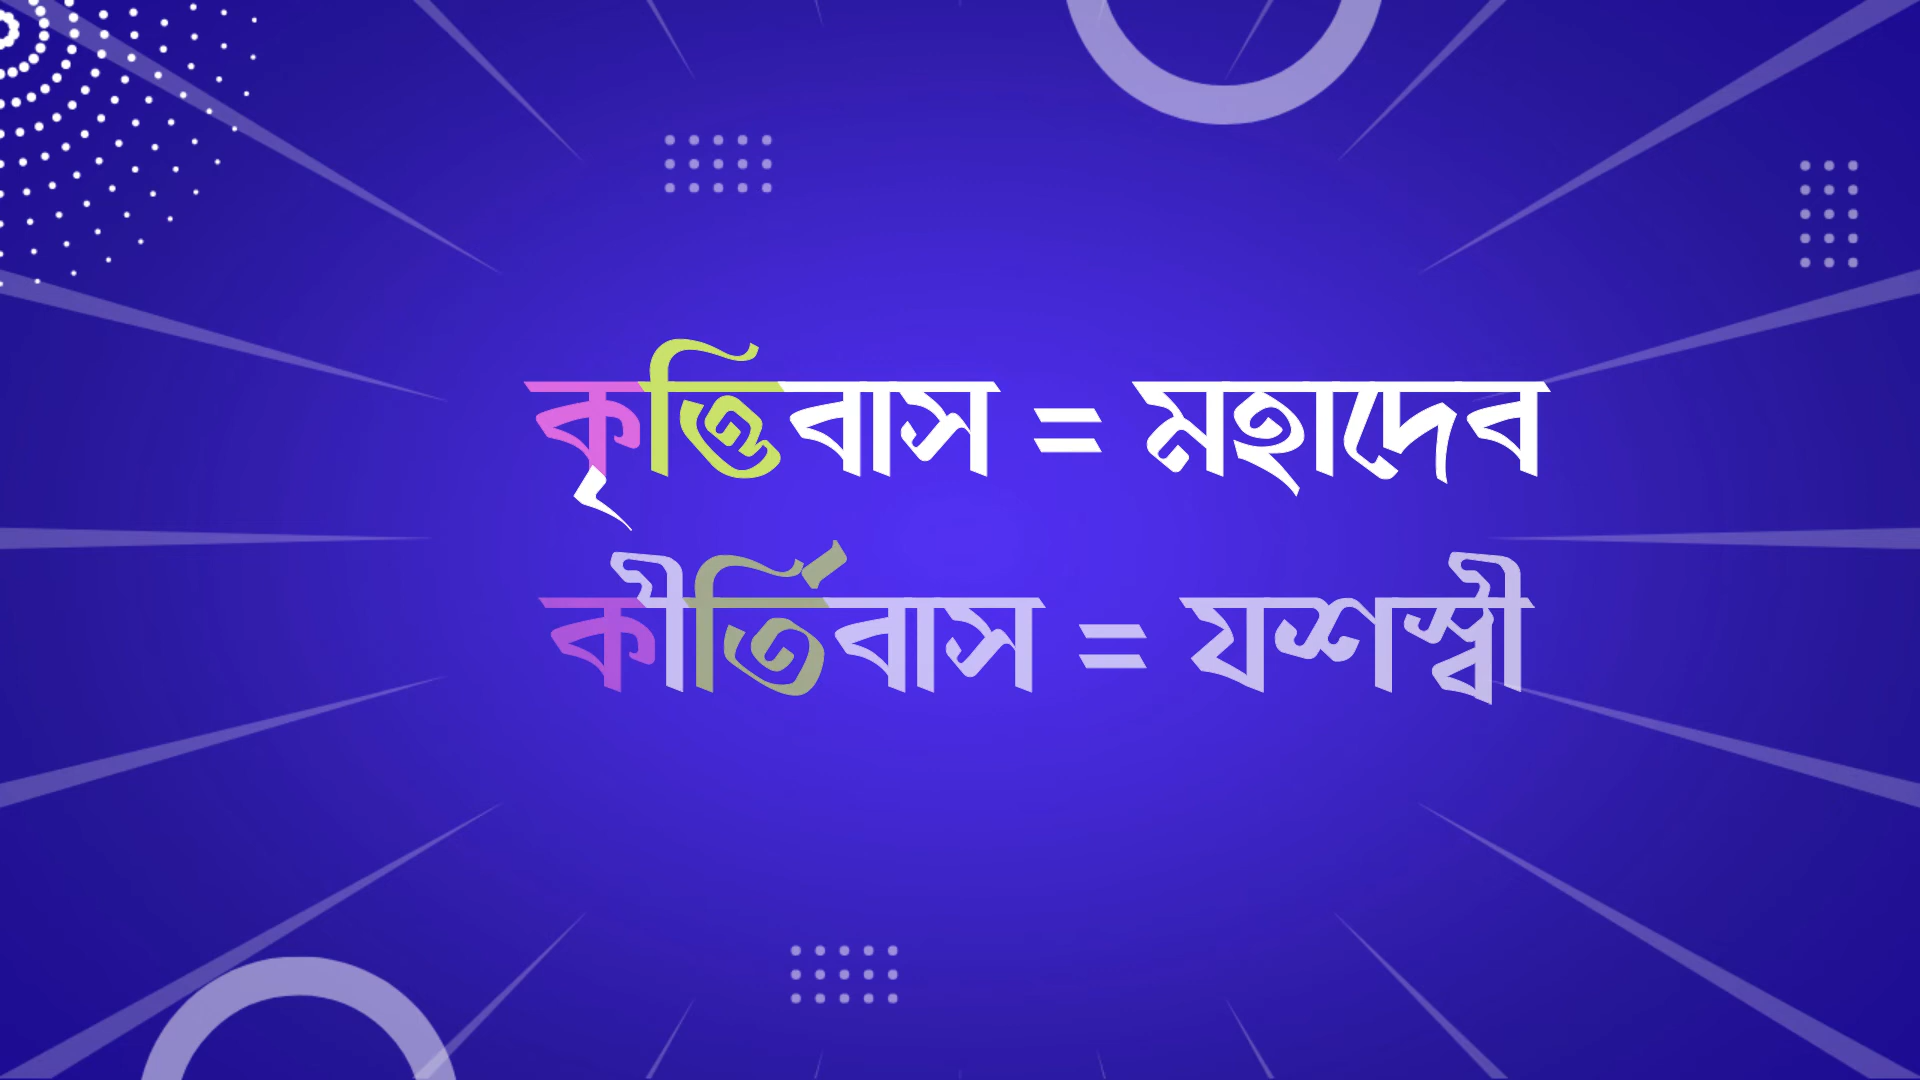 কৃত্তিবাস = মহাদেব
কীর্তিবাস = যশস্বী